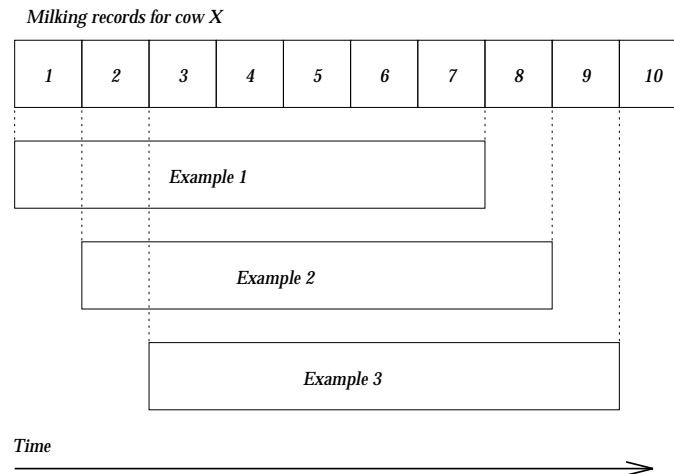 Milking records for cow X
1 2 3 4 5 6 7 8 9 10
Example 1
Example 2
Example 3
Time